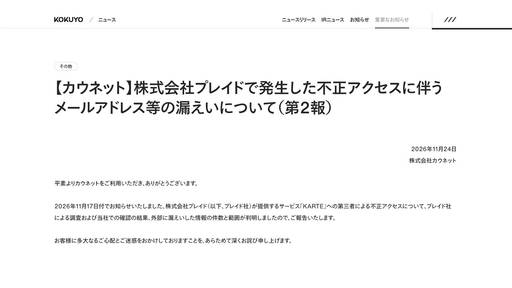 KOKUYO / ニュース
ニュースリリース IRニュース お知らせ 重要なお知らせ
その他
【カウネット】株式会社プレイドで発生した不正アクセスに伴う
メールアドレス等の漏えいについて（第2報）
2026年11月24日
株式会社カウネット
平素よりカウネットをご利用いただき、ありがとうございます。
2026年11月17日付でお知らせいたしました、株式会社プレイド（以下、プレイド社）が提供するサービス「KARTE」への第三者による不正アクセスについて、プレイド社
による調査および当社での確認の結果、外部に漏えいした情報の件数と範囲が判明しましたので、ご報告いたします。
お客様に多大なるご心配とご迷惑をおかけしておりますことを、あらためて深くお詫び申し上げます。